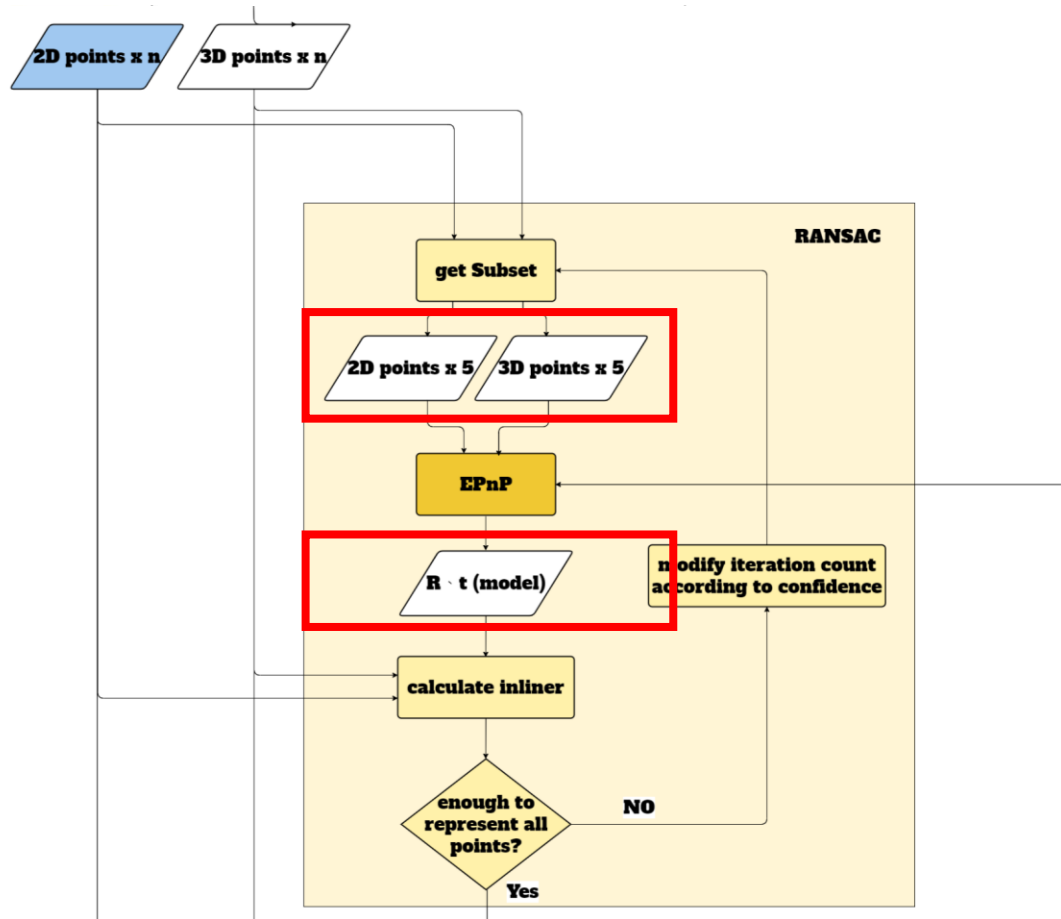 2D points x n
3D points x n
RANSAC
get Subset
2D points x 5
3D points x 5
EPnP
R、t (model)
modify iteration count
according to confidence
calculate inliner
enough to
represent all
points?
NO
Yes